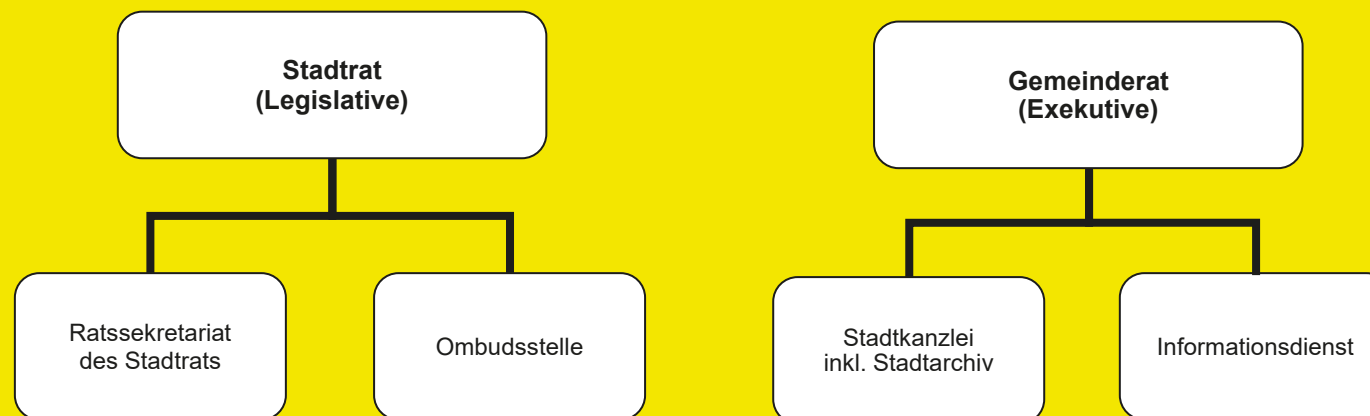 Stadtrat
(Legislative)
Gemeinderat
(Exekutive)
Ratssekretariat
des Stadtrats
Ombudsstelle
Stadtkanzlei
inkl. Stadtarchiv
Informationsdienst